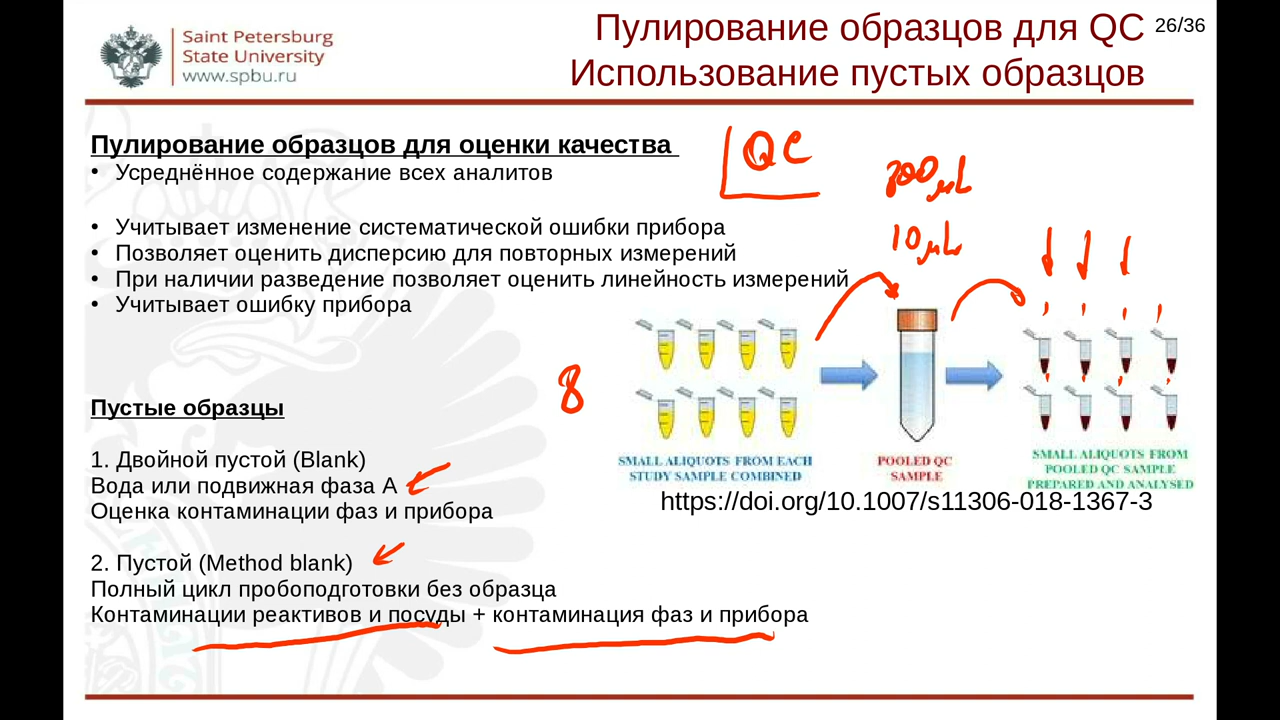 Saint Petersburg
State University
www.spbu.ru
Пулирование образцов для QC
Использование пустых образцов
26/36
Пулирование образцов для оценки качества
• Усреднённое содержание всех аналитов
• Учитывает изменение систематической ошибки прибора
• Позволяет оценить дисперсию для повторных измерений
• При наличии разведение позволяет оценить линейность измерений
• Учитывает ошибку прибора
QC
200 μL
10 μL
8
SMALL ALIQUOTS FROM EACH
STUDY SAMPLE COMBINED
POOLED QC
SAMPLE
SMALL ALIQUOTS FROM
POOLED QC SAMPLE
PREPARED AND ANALYSED
https://doi.org/10.1007/s11306-018-1367-3
Пустые образцы
1. Двойной пустой (Blank)
Вода или подвижная фаза А
Оценка контаминации фаз и прибора
2. Пустой (Method blank)
Полный цикл пробоподготовки без образца
Контаминации реактивов и посуды + контаминация фаз и прибора